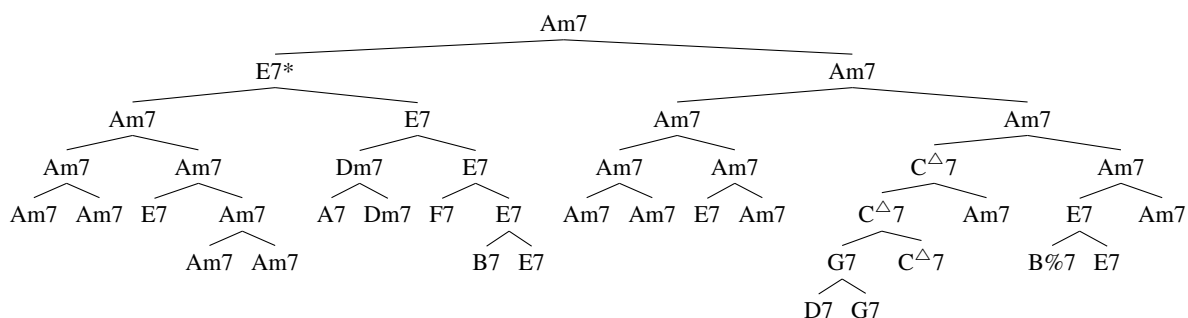 Am7
E7* Am7
Am7 E7 Am7 Am7
Am7 Am7 Dm7 E7 Am7 Am7 C△7 Am7
Am7 Am7 E7 Am7 A7 Dm7 F7 E7 Am7 Am7 E7 Am7 C△7 Am7 E7 Am7
Am7 Am7 B7 E7 G7 C△7 B%7 E7
D7 G7